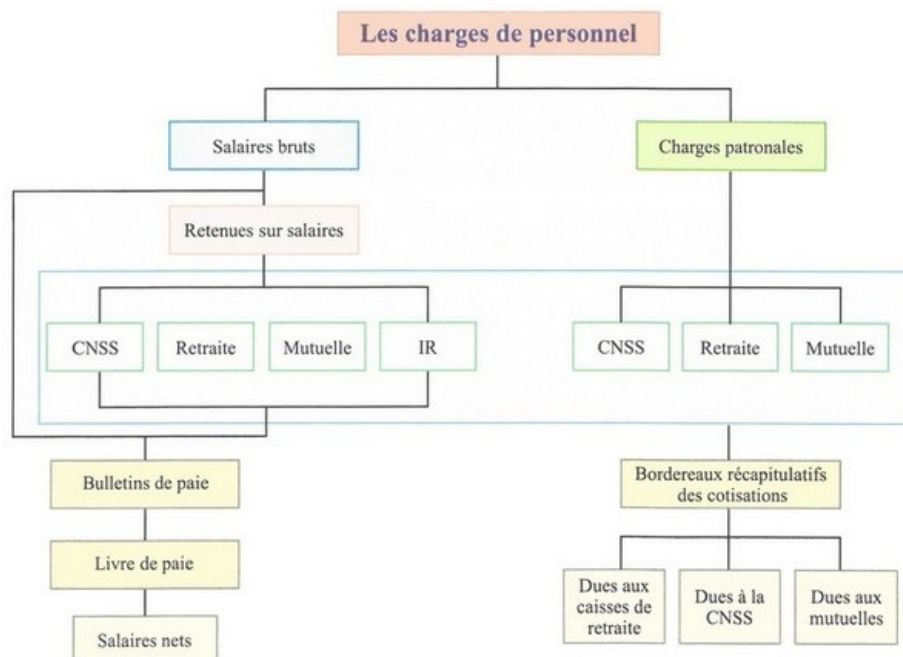 Les charges de personnel
Salaires bruts
Charges patronales
Retenues sur salaires
CNSS
Retraite
Mutuelle
IR
CNSS
Retraite
Mutuelle
Bulletins de paie
Bordereaux récapitulatifs
des cotisations
Livre de paie
Dues aux
caisses de
retraite
Dues à la
CNSS
Dues aux
mutuelles
Salaires nets